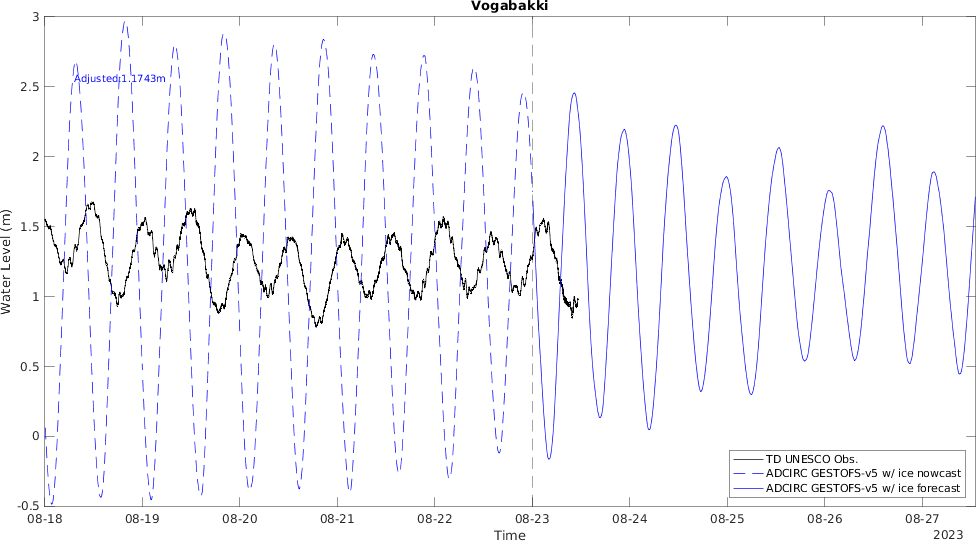 Vogabakki
3
2.5
2
1.5
1
0.5
0
-0.5
Water Level (m)
Adjusted:1.1743m
TD UNESCO Obs.
ADCIRC GESTOFS-v5 w/ ice nowcast
ADCIRC GESTOFS-v5 w/ ice forecast
08-18 08-19 08-20 08-21 08-22 08-23 08-24 08-25 08-26 08-27
Time
2023